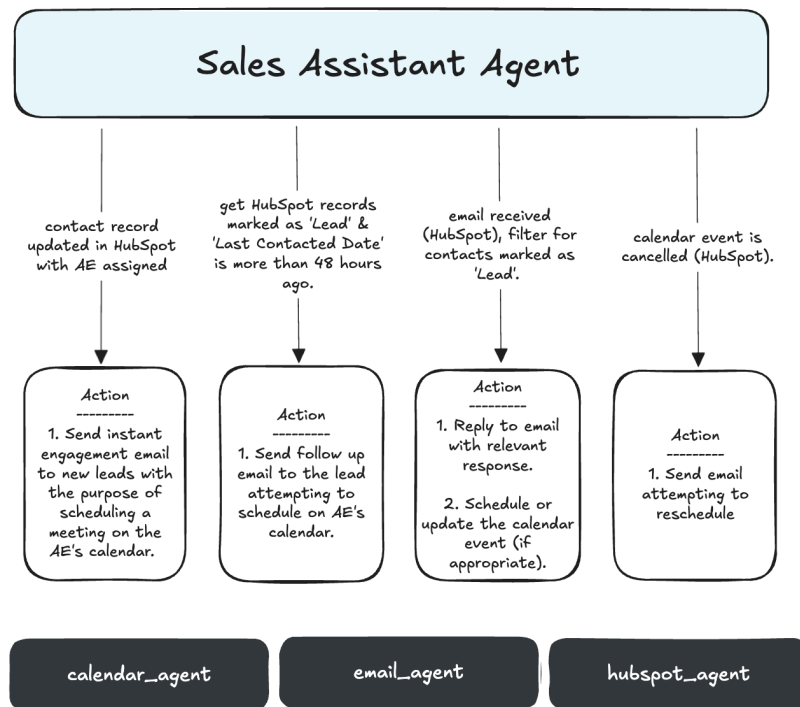 Sales Assistant Agent
contact record
updated in HubSpot
with AE assigned
get HubSpot records
marked as 'Lead' &
'Last Contacted Date'
is more than 48 hours
ago.
email received
(HubSpot), filter for
contacts marked as
'Lead'.
calendar event is
cancelled (HubSpot).
Action
---------
1. Send instant
engagement email
to new leads with
the purpose of
scheduling a
meeting on the
AE's calendar.
Action
---------
1. Send follow up
email to the lead
attempting to
schedule on AE's
calendar.
Action
---------
1. Reply to email
with relevant
response.
2. Schedule or
update the calendar
event (if
appropriate).
Action
---------
1. Send email
attempting to
reschedule
calendar_agent
email_agent
hubspot_agent